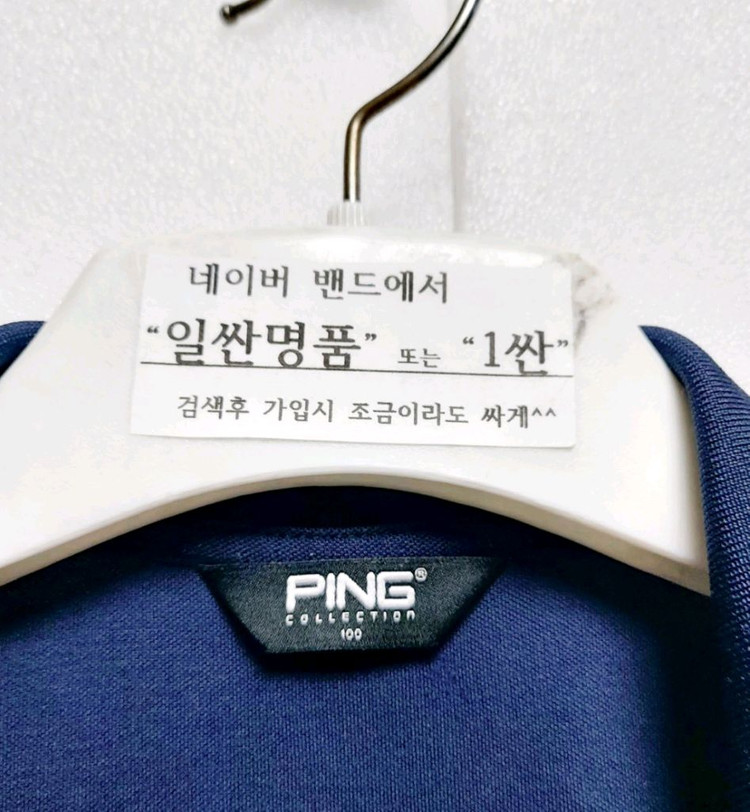 네이버 밴드에서
“일싼명품” 또는 “1싼”
검색후 가입시 조금이라도 싸게^^
PING®
COLLECTION
100